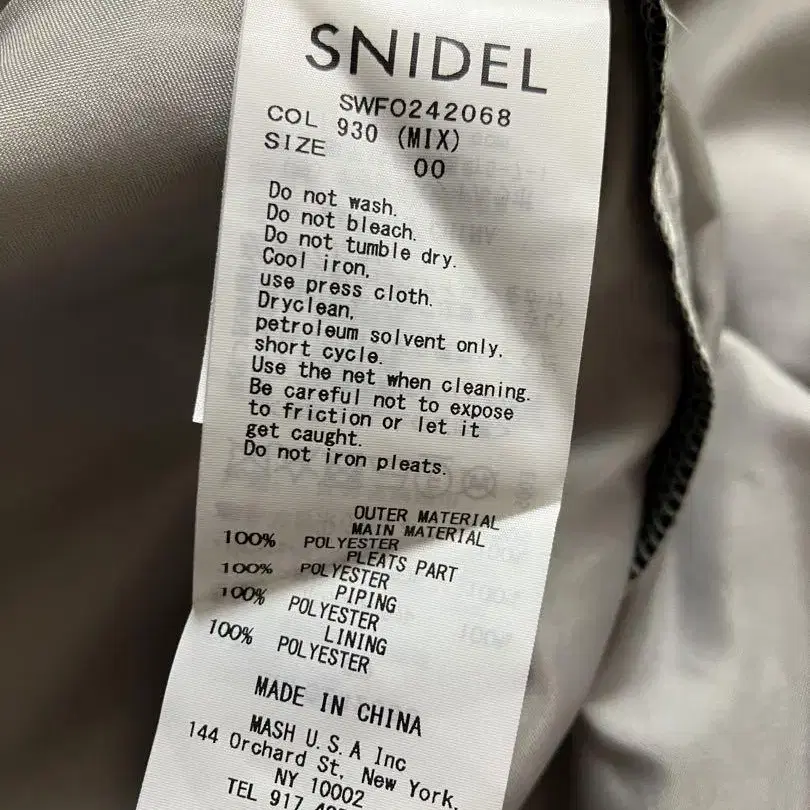 SNIDEL
SWFO242068
COL 930 (MIX)
SIZE 00
Do not wash.
Do not bleach.
Do not tumble dry.
Cool iron,
use press cloth.
Dryclean,
petroleum solvent only,
short cycle.
Use the net when cleaning.
Be careful not to expose
to friction or let it
get caught.
Do not iron pleats.
OUTER MATERIAL
MAIN MATERIAL
100% POLYESTER
PLEATS PART
100% POLYESTER
PIPING
100% POLYESTER
LINING
100% POLYESTER
MADE IN CHINA
MASH U.S.A Inc
144 Orchard St, New York,
NY 10002
TEL 917